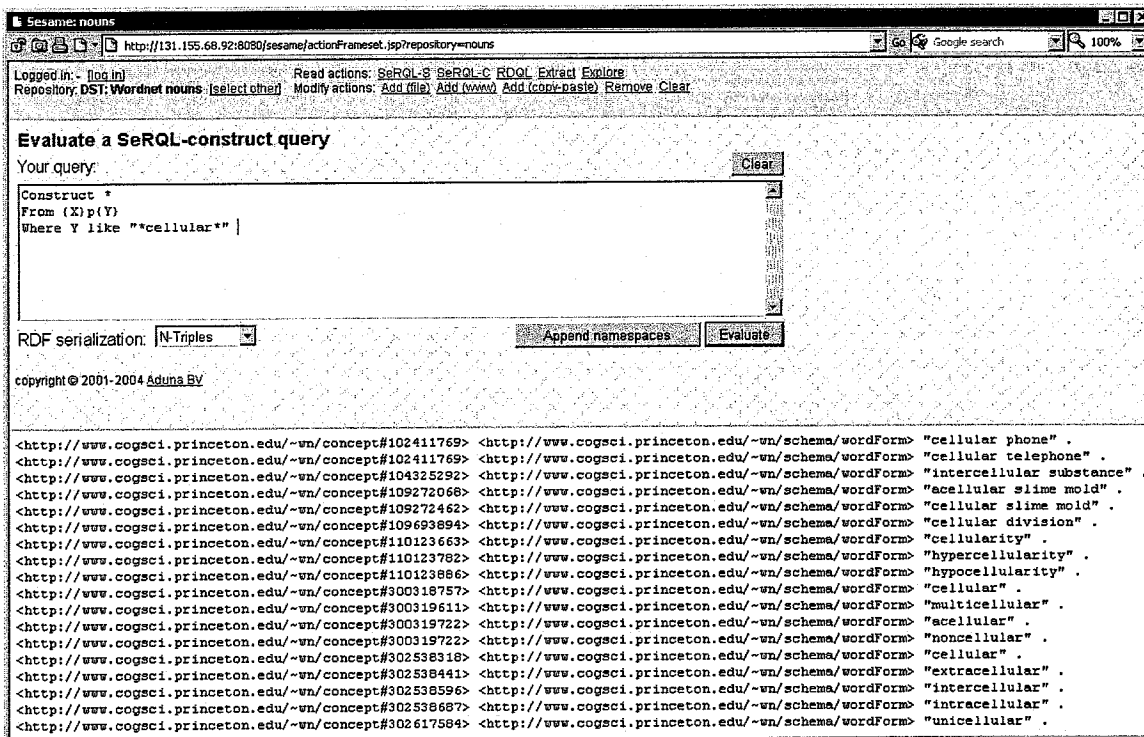 Sesame: nouns
http://131.155.68.92:8080/sesame/actionFrameset.jsp?repository=nouns Go Google search 100%
Logged in: - [log in] Read actions: SeRQL-S SeRQL-C RDQL Extract Explore
Repository: DST: Wordnet nouns [select other] Modify actions: Add (file) Add (www) Add (copy-paste) Remove Clear
Evaluate a SeRQL-construct query
Your query: Clear
Construct *
From {X}p{Y}
Where Y like "*cellular*"
RDF serialization: N-Triples Append namespaces Evaluate
copyright © 2001-2004 Aduna BV
<http://www.cogsci.princeton.edu/~wn/concept#102411769> <http://www.cogsci.princeton.edu/~wn/schema/wordForm> "cellular phone" .
<http://www.cogsci.princeton.edu/~wn/concept#102411769> <http://www.cogsci.princeton.edu/~wn/schema/wordForm> "cellular telephone" .
<http://www.cogsci.princeton.edu/~wn/concept#104325292> <http://www.cogsci.princeton.edu/~wn/schema/wordForm> "intercellular substance" .
<http://www.cogsci.princeton.edu/~wn/concept#109272068> <http://www.cogsci.princeton.edu/~wn/schema/wordForm> "acellular slime mold" .
<http://www.cogsci.princeton.edu/~wn/concept#109272462> <http://www.cogsci.princeton.edu/~wn/schema/wordForm> "cellular slime mold" .
<http://www.cogsci.princeton.edu/~wn/concept#109693894> <http://www.cogsci.princeton.edu/~wn/schema/wordForm> "cellular division" .
<http://www.cogsci.princeton.edu/~wn/concept#110123663> <http://www.cogsci.princeton.edu/~wn/schema/wordForm> "cellularity" .
<http://www.cogsci.princeton.edu/~wn/concept#110123782> <http://www.cogsci.princeton.edu/~wn/schema/wordForm> "hypercellularity" .
<http://www.cogsci.princeton.edu/~wn/concept#110123886> <http://www.cogsci.princeton.edu/~wn/schema/wordForm> "hypocellularity" .
<http://www.cogsci.princeton.edu/~wn/concept#300318757> <http://www.cogsci.princeton.edu/~wn/schema/wordForm> "cellular" .
<http://www.cogsci.princeton.edu/~wn/concept#300319611> <http://www.cogsci.princeton.edu/~wn/schema/wordForm> "multicellular" .
<http://www.cogsci.princeton.edu/~wn/concept#300319722> <http://www.cogsci.princeton.edu/~wn/schema/wordForm> "acellular" .
<http://www.cogsci.princeton.edu/~wn/concept#300319722> <http://www.cogsci.princeton.edu/~wn/schema/wordForm> "noncellular" .
<http://www.cogsci.princeton.edu/~wn/concept#302538318> <http://www.cogsci.princeton.edu/~wn/schema/wordForm> "cellular" .
<http://www.cogsci.princeton.edu/~wn/concept#302538441> <http://www.cogsci.princeton.edu/~wn/schema/wordForm> "extracellular" .
<http://www.cogsci.princeton.edu/~wn/concept#302538596> <http://www.cogsci.princeton.edu/~wn/schema/wordForm> "intercellular" .
<http://www.cogsci.princeton.edu/~wn/concept#302538687> <http://www.cogsci.princeton.edu/~wn/schema/wordForm> "intracellular" .
<http://www.cogsci.princeton.edu/~wn/concept#302617584> <http://www.cogsci.princeton.edu/~wn/schema/wordForm> "unicellular" .